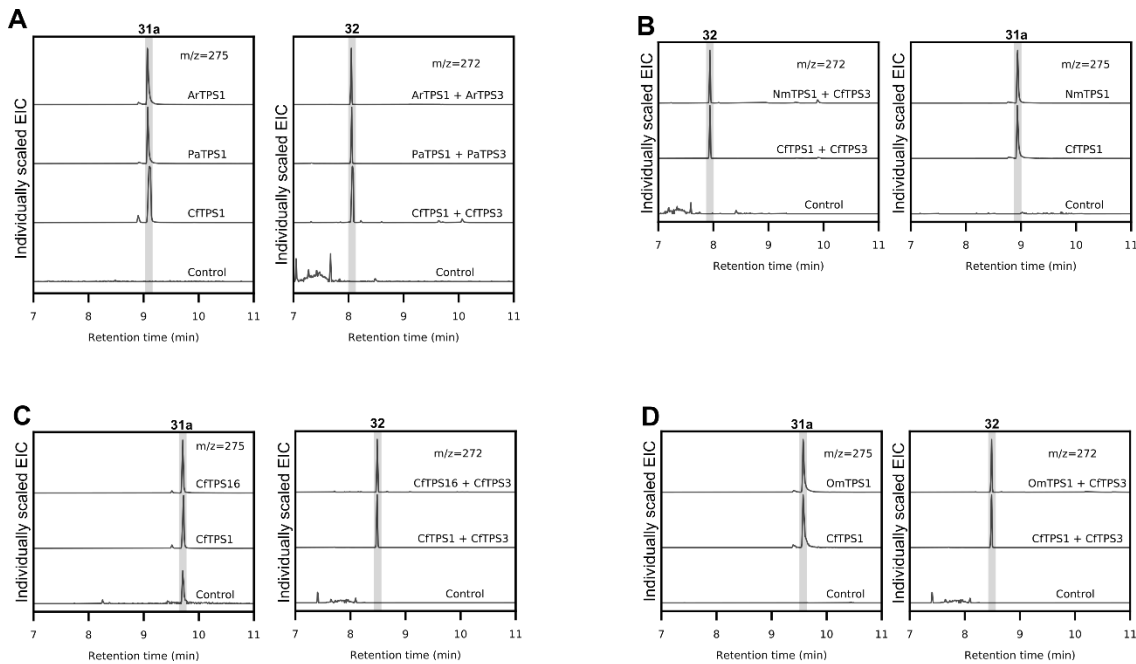 A
31a
m/z=275
ArTPS1
PaTPS1
CfTPS1
Control
Individually scaled EIC
7 8 9 10 11
Retention time (min)
32
m/z=272
ArTPS1 + ArTPS3
PaTPS1 + PaTPS3
CfTPS1 + CfTPS3
Control
Individually scaled EIC
7 8 9 10 11
Retention time (min)
B
32
m/z=272
NmTPS1 + CfTPS3
CfTPS1 + CfTPS3
Control
Individually scaled EIC
7 8 9 10 11
Retention time (min)
31a
m/z=275
NmTPS1
CfTPS1
Control
Individually scaled EIC
7 8 9 10 11
Retention time (min)
C
31a
m/z=275
CfTPS16
CfTPS1
Control
Individually scaled EIC
7 8 9 10 11
Retention time (min)
32
m/z=272
CfTPS16 + CfTPS3
CfTPS1 + CfTPS3
Control
Individually scaled EIC
7 8 9 10 11
Retention time (min)
D
31a
m/z=275
OmTPS1
CfTPS1
Control
Individually scaled EIC
7 8 9 10 11
Retention time (min)
32
m/z=272
OmTPS1 + CfTPS3
CfTPS1 + CfTPS3
Control
Individually scaled EIC
7 8 9 10 11
Retention time (min)